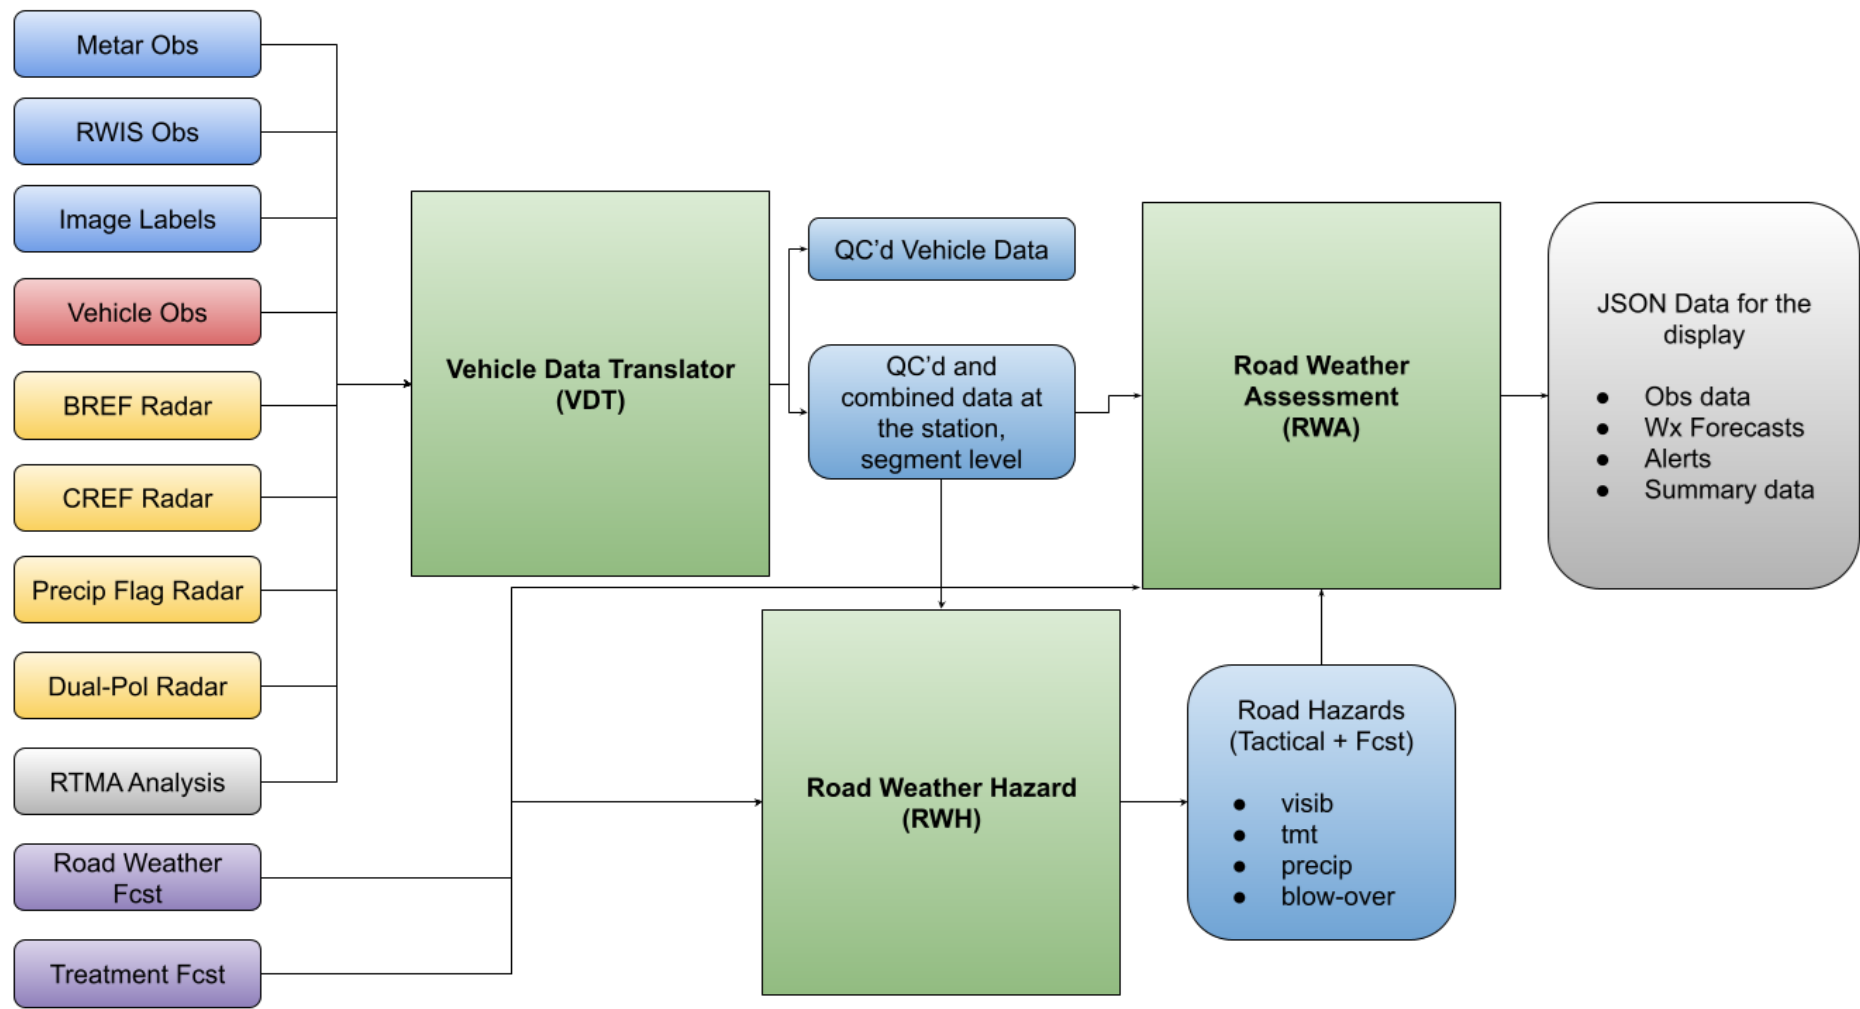 Metar Obs
RWIS Obs
Image Labels
Vehicle Obs
BREF Radar
CREF Radar
Precip Flag Radar
Dual-Pol Radar
RTMA Analysis
Road Weather
Fcst
Treatment Fcst
Vehicle Data Translator
(VDT)
QC’d Vehicle Data
QC’d and
combined data at
the station,
segment level
Road Weather Hazard
(RWH)
Road Weather
Assessment
(RWA)
Road Hazards
(Tactical + Fcst)
● visib
● tmt
● precip
● blow-over
JSON Data for the
display
● Obs data
● Wx Forecasts
● Alerts
● Summary data